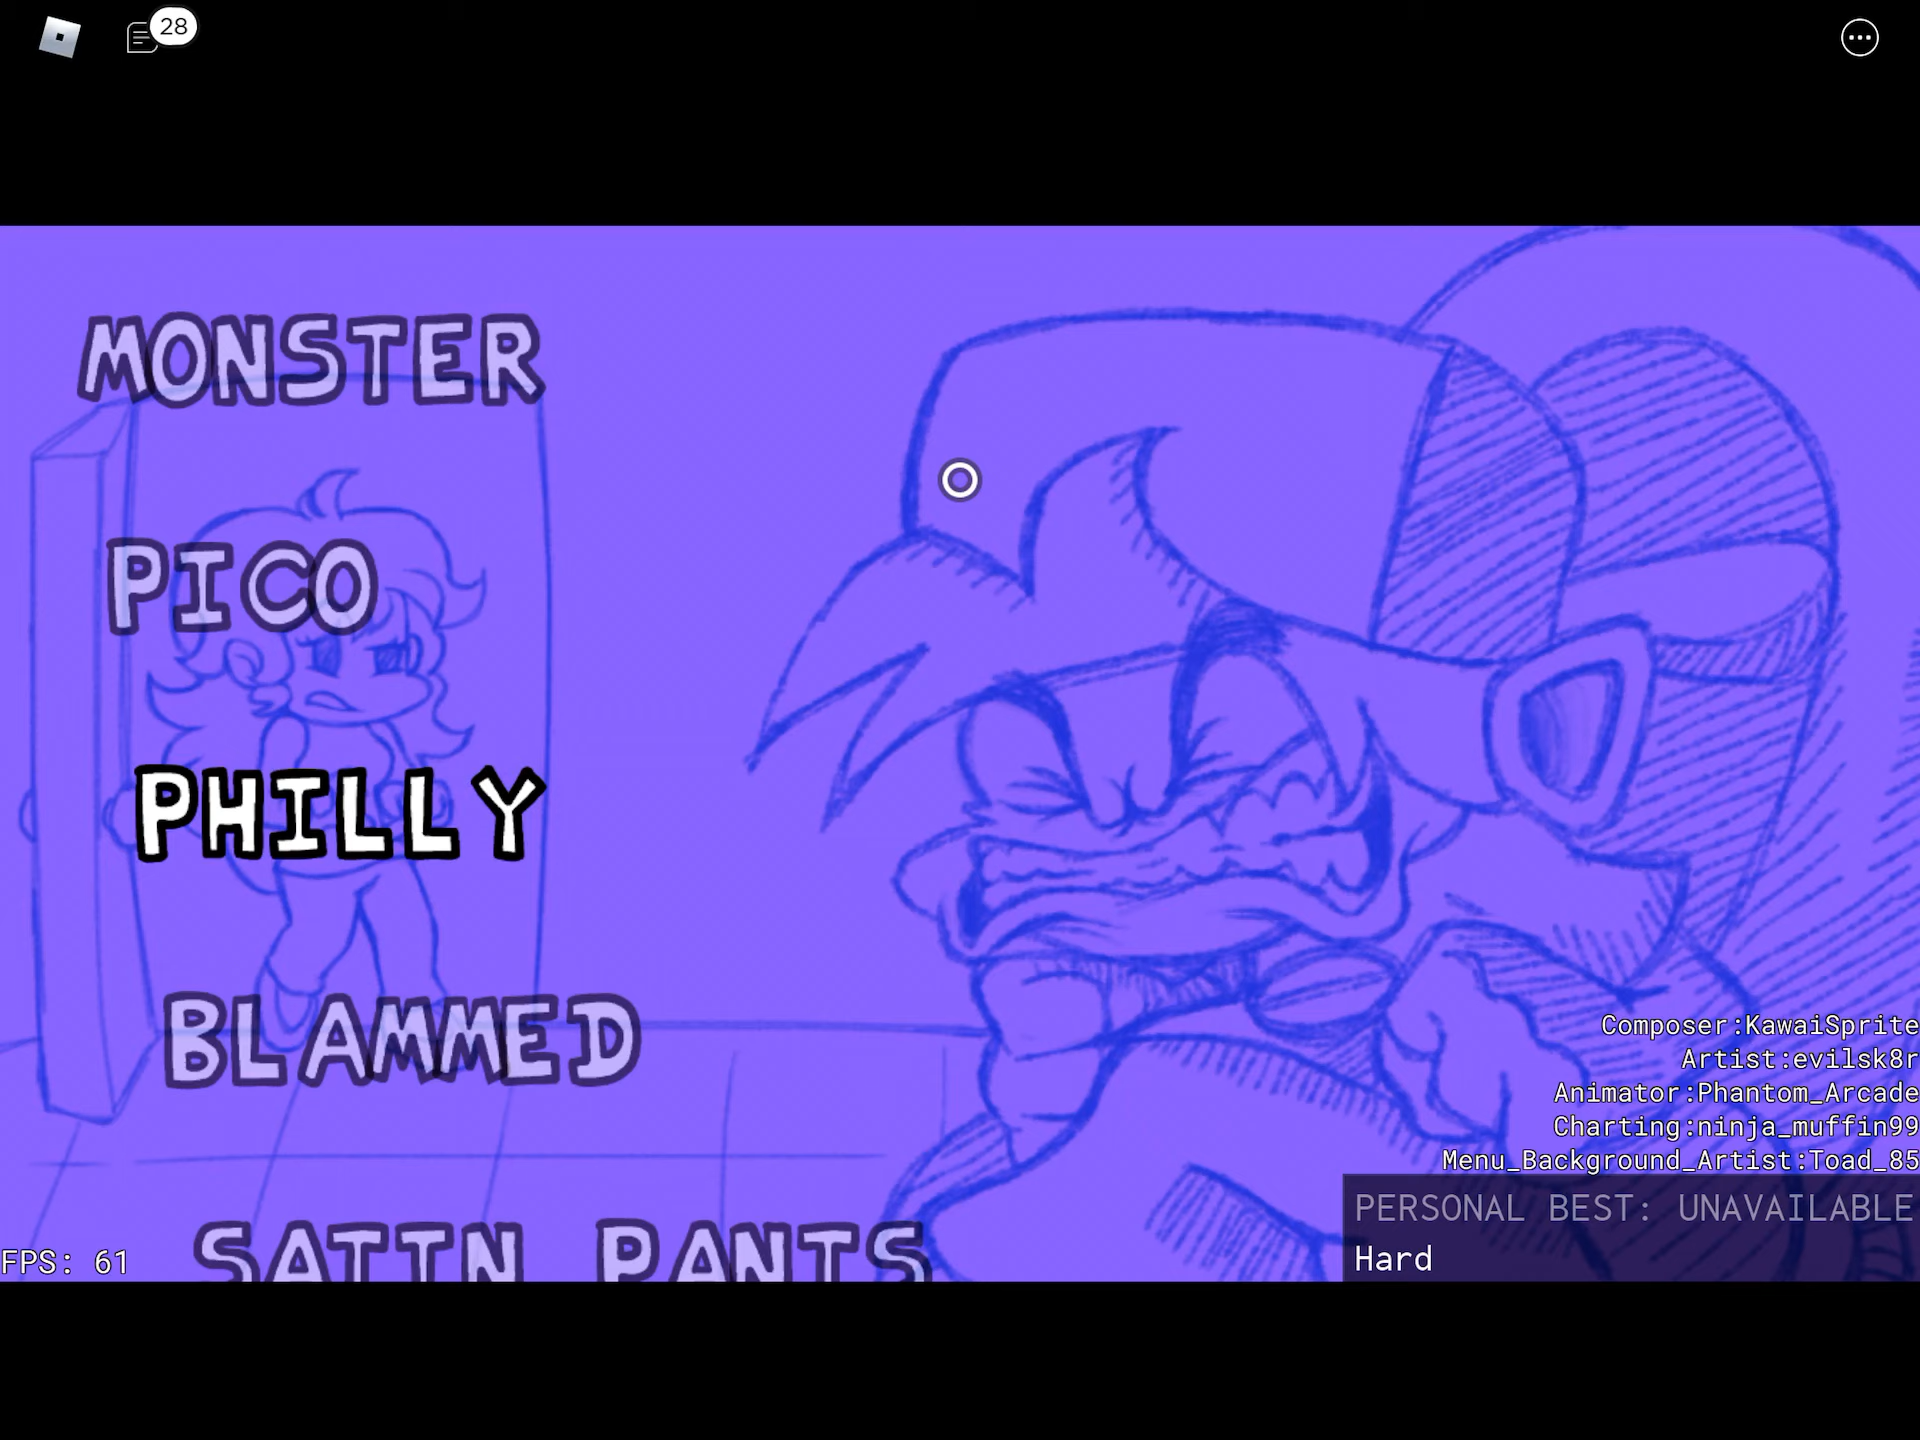 28
MONSTER
PICO
PHILLY
BLAMMED
SATIN PANTS
Composer:KawaiSprite
Artist:evilsk8r
Animator:Phantom_Arcade
Charting:ninja_muffin99
Menu_Background_Artist:Toad_85
PERSONAL BEST: UNAVAILABLE
Hard
FPS: 61